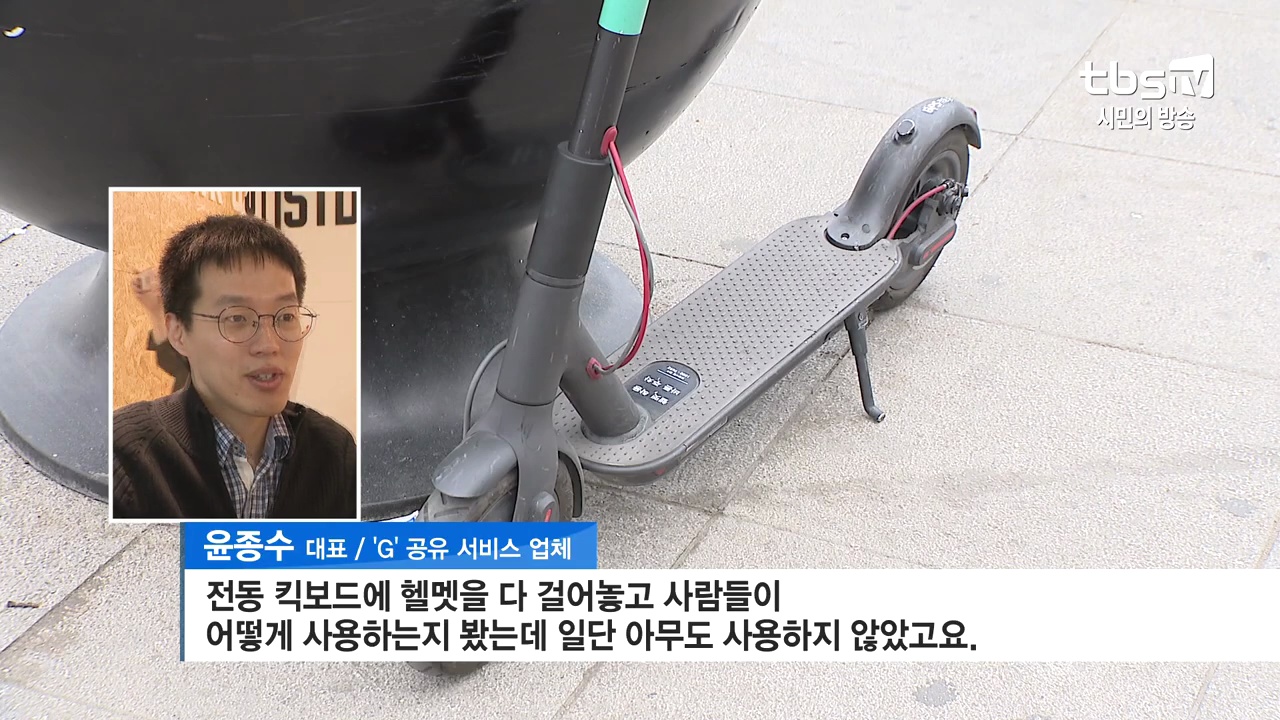 tbs TV
시민의 방송
윤종수 대표 / 'G' 공유 서비스 업체
전동 킥보드에 헬멧을 다 걸어놓고 사람들이
어떻게 사용하는지 봤는데 일단 아무도 사용하지 않았고요.